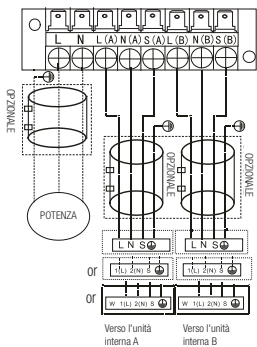 L N L(A) N(A) S(A) L(B) N(B) S(B)
OPZIONALE
OPZIONALE
OPZIONALE
POTENZA
L N S
L N S
or
1(L) 2(N) S
1(L) 2(N) S
or
W 1(L) 2(N) S
W 1(L) 2(N) S
Verso l'unità
interna A
Verso l'unità
interna B